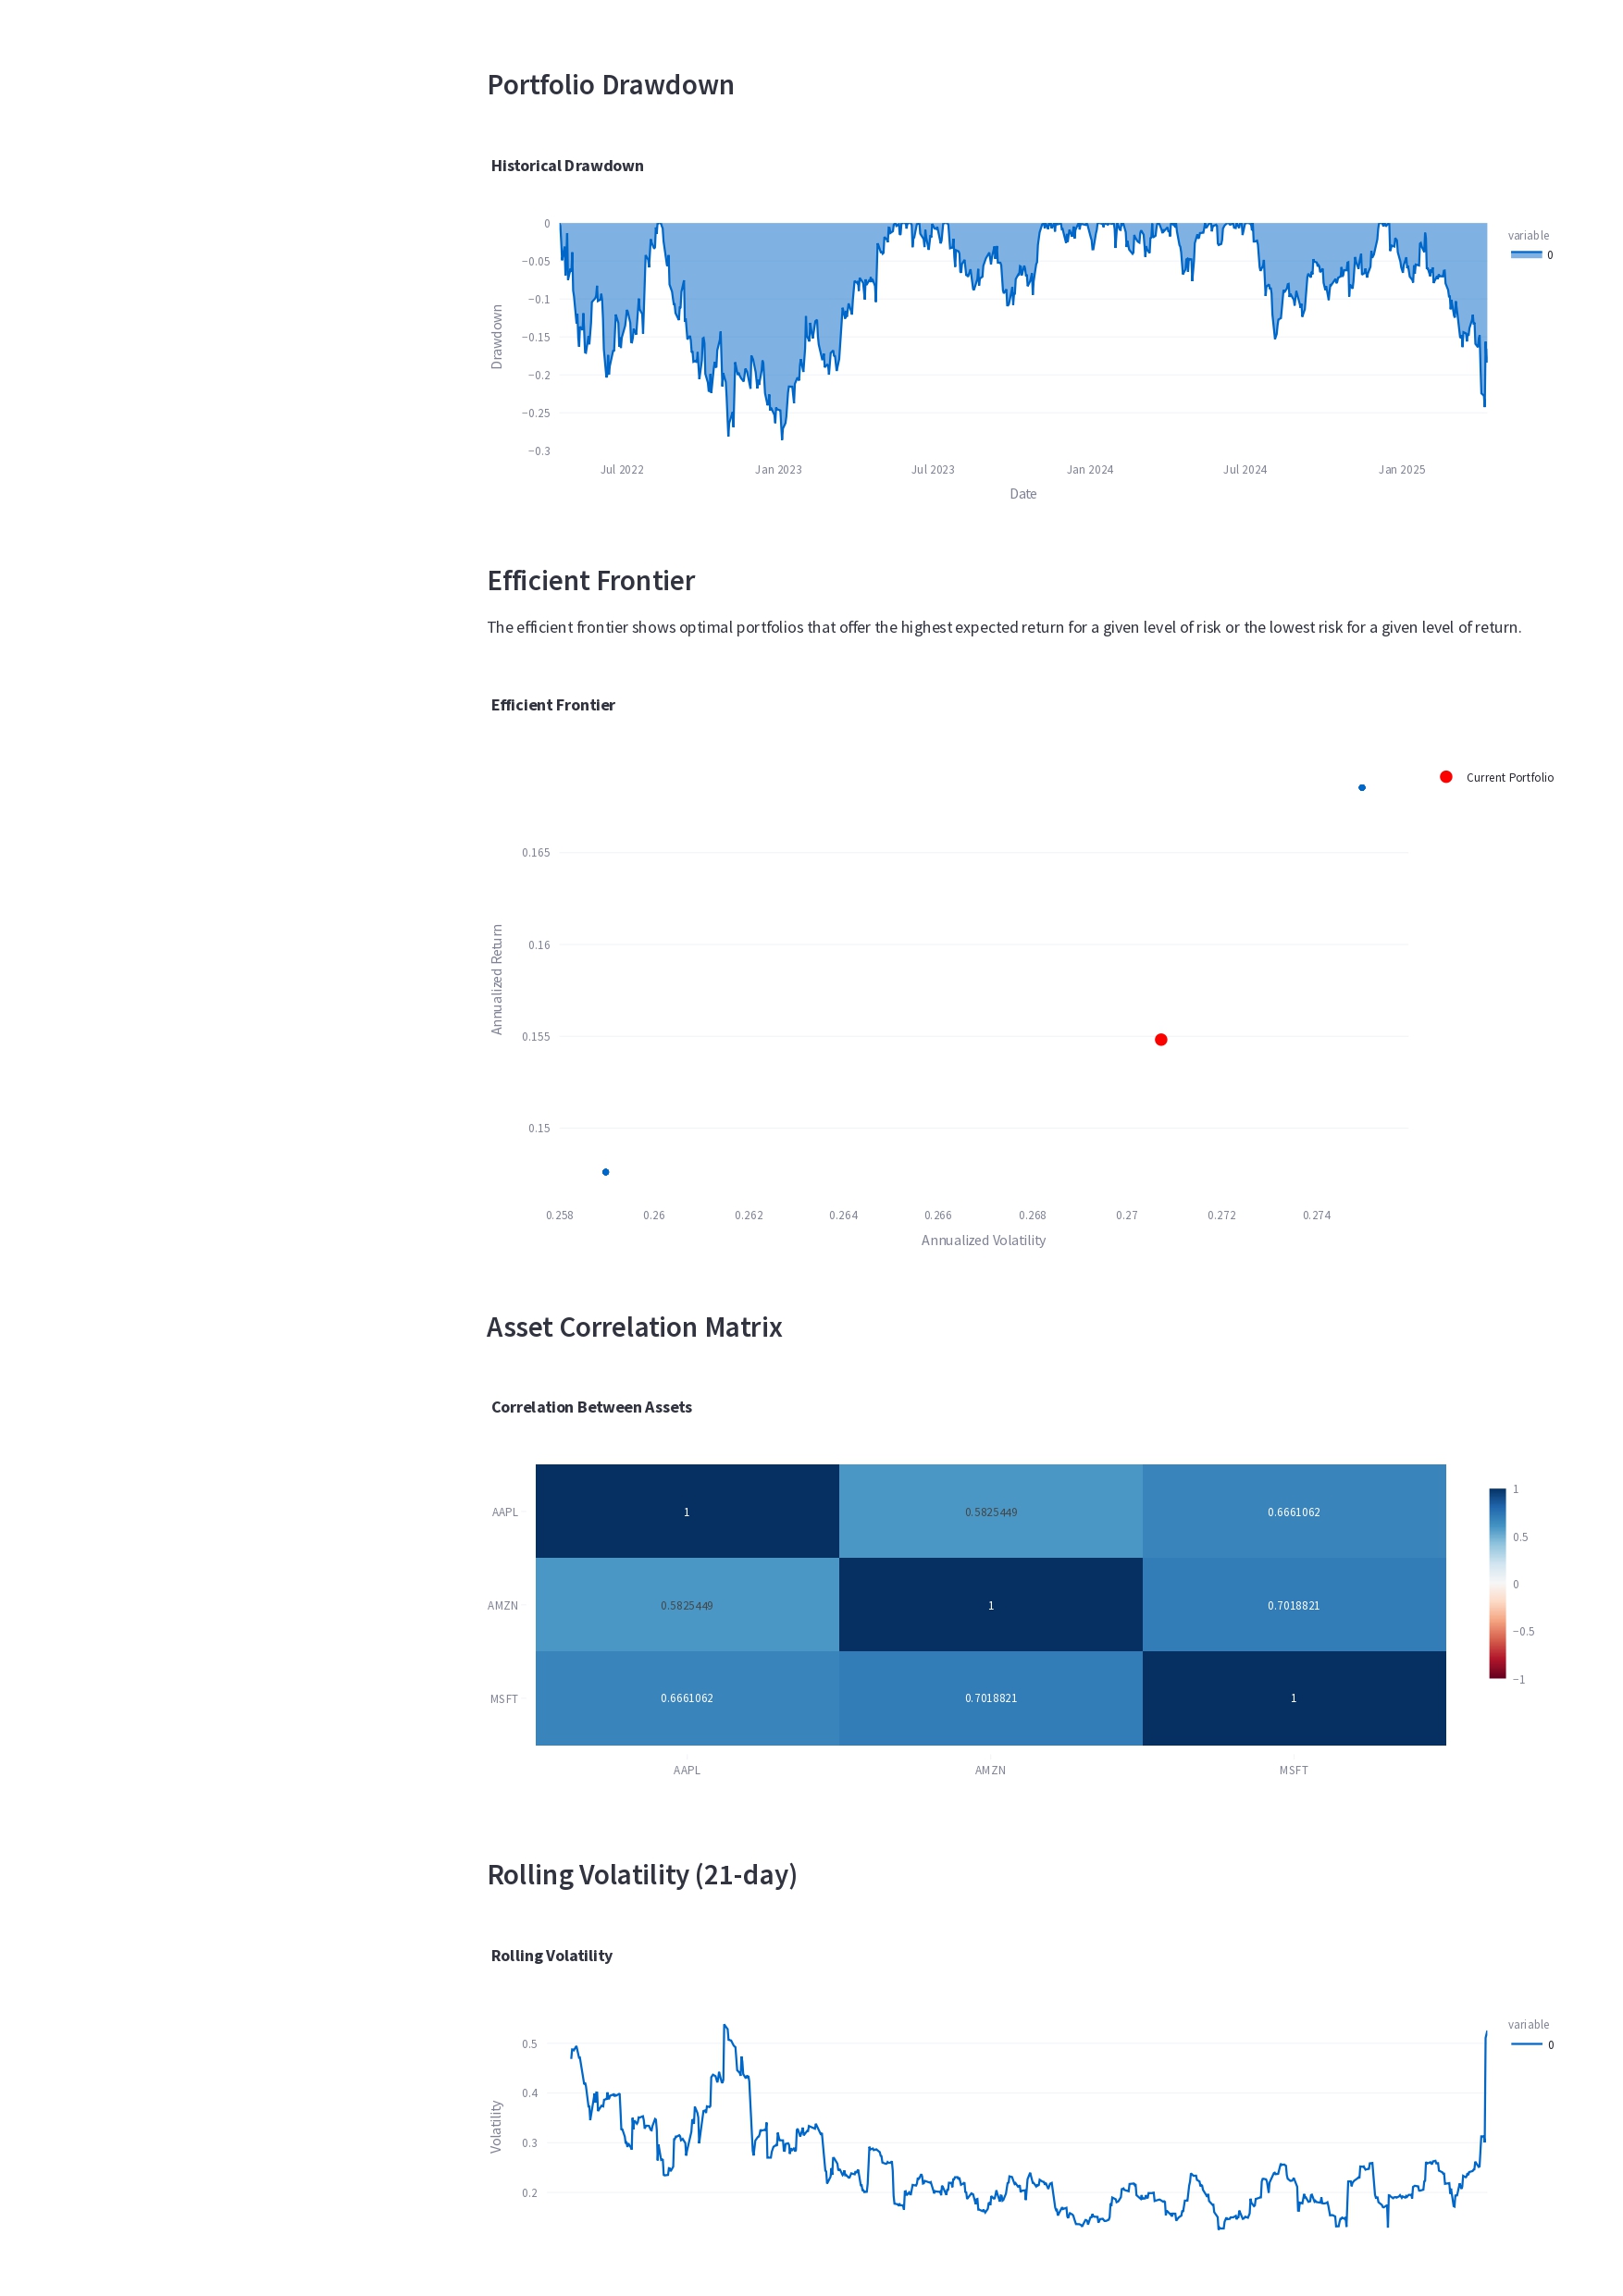 Portfolio Drawdown
Historical Drawdown
0
−0.05
−0.1
−0.15
−0.2
−0.25
−0.3
Drawdown
Jul 2022 Jan 2023 Jul 2023 Jan 2024 Jul 2024 Jan 2025
Date
variable
0
Efficient Frontier
The efficient frontier shows optimal portfolios that offer the highest expected return for a given level of risk or the lowest risk for a given level of return.
Efficient Frontier
Current Portfolio
0.165
0.16
0.155
0.15
Annualized Return
0.258 0.26 0.262 0.264 0.266 0.268 0.27 0.272 0.274
Annualized Volatility
Asset Correlation Matrix
Correlation Between Assets
AAPL 1 0.5825449 0.6661062
AMZN 0.5825449 1 0.7018821
MSFT 0.6661062 0.7018821 1
AAPL AMZN MSFT
1
0.5
0
−0.5
−1
Rolling Volatility (21-day)
Rolling Volatility
0.5
0.4
0.3
0.2
Volatility
variable
0